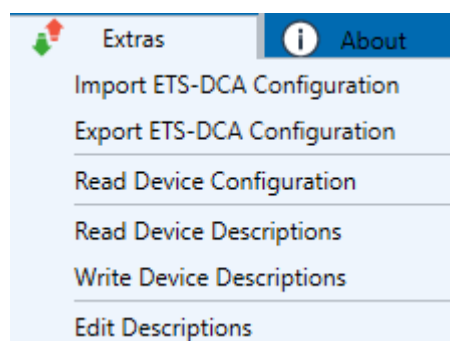 Extras
About
Import ETS-DCA Configuration
Export ETS-DCA Configuration
Read Device Configuration
Read Device Descriptions
Write Device Descriptions
Edit Descriptions